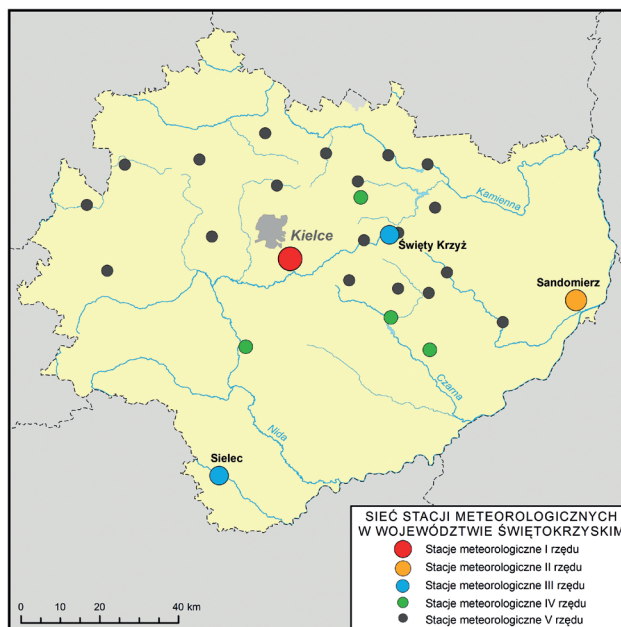 Kamienna
Kielce
Święty Krzyż
Sandomierz
Czarna
Nida
Sielec
SIEĆ STACJI METEOROLOGICZNYCH
W WOJEWÓDZTWIE ŚWIĘTOKRZYSKIM
Stacje meteorologiczne I rzędu
Stacje meteorologiczne II rzędu
Stacje meteorologiczne III rzędu
Stacje meteorologiczne IV rzędu
Stacje meteorologiczne V rzędu
0 10 20 40 km